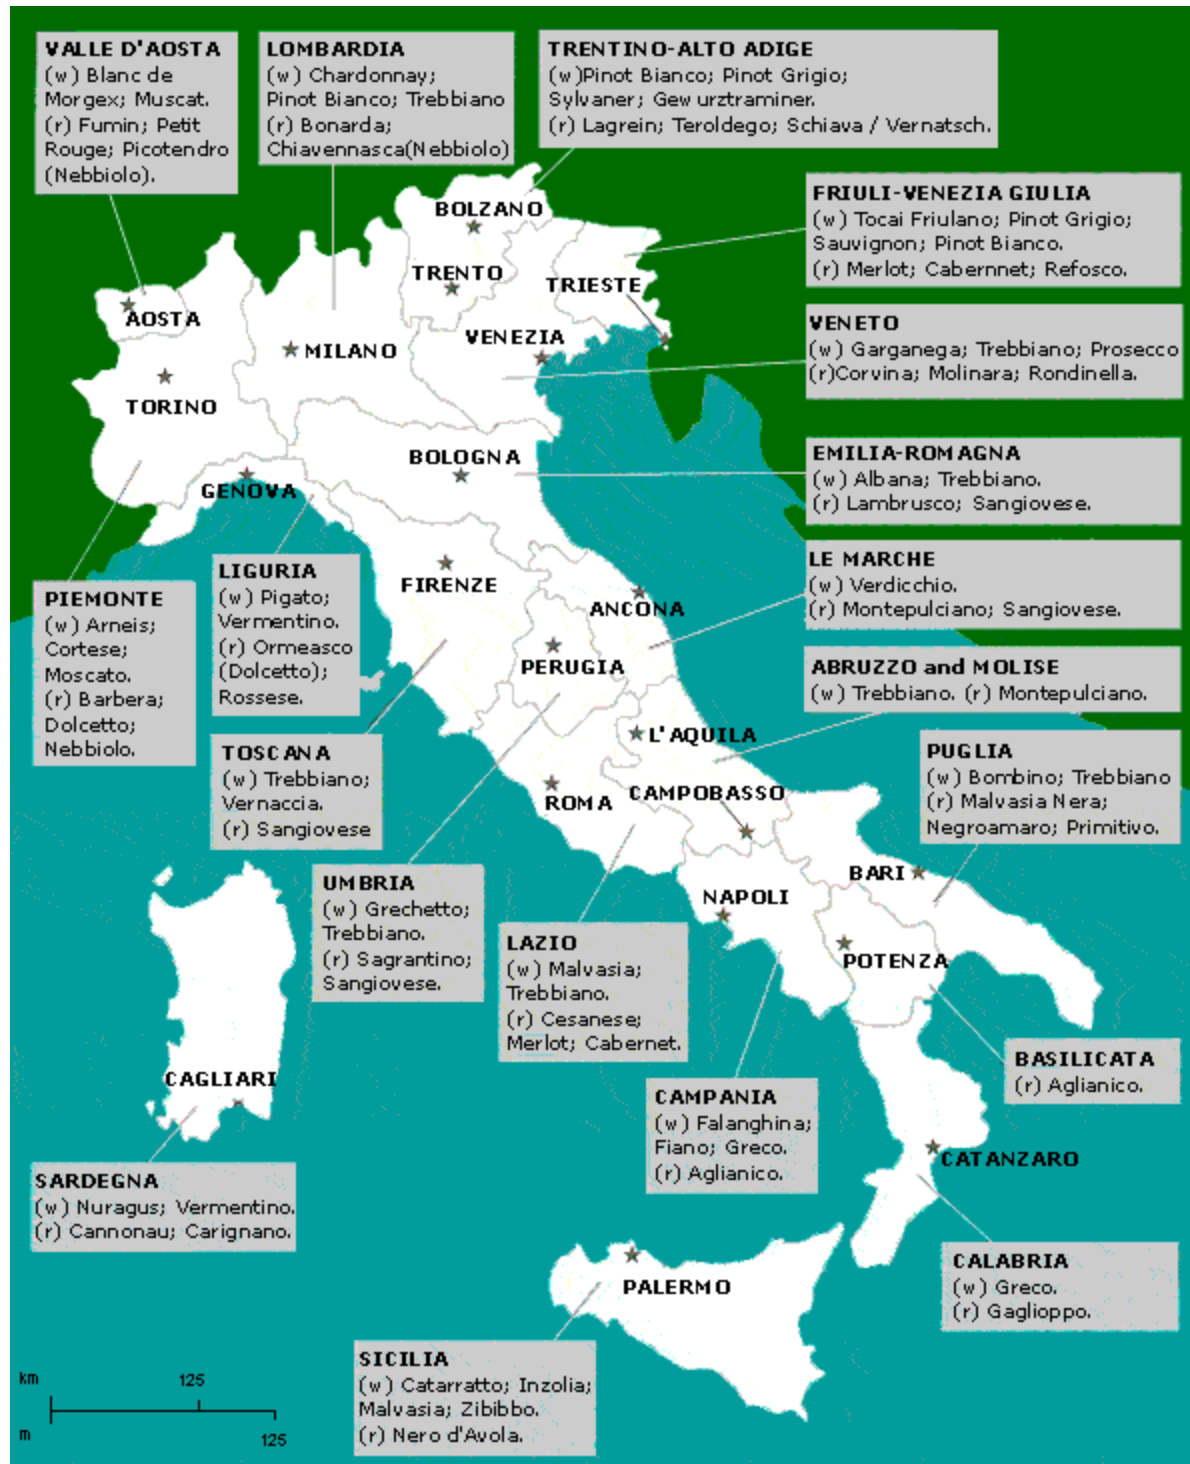 VALLE D'AOSTA
(w) Blanc de
Morgex; Muscat.
(r) Fumin; Petit
Rouge; Picotendro
(Nebbiolo).
LOMBARDIA
(w) Chardonnay;
Pinot Bianco; Trebbiano
(r) Bonarda;
Chiavennasca(Nebbiolo)
TRENTINO-ALTO ADIGE
(w)Pinot Bianco; Pinot Grigio;
Sylvaner; Gewurztraminer.
(r) Lagrein; Teroldego; Schiava / Vernatsch.
FRIULI-VENEZIA GIULIA
(w) Tocai Friulano; Pinot Grigio;
Sauvignon; Pinot Bianco.
(r) Merlot; Cabernnet; Refosco.
BOLZANO
TRENTO
TRIESTE
AOSTA
VENEZIA
MILANO
VENETO
(w) Garganega; Trebbiano; Prosecco
(r)Corvina; Molinara; Rondinella.
TORINO
BOLOGNA
GENOVA
EMILIA-ROMAGNA
(w) Albana; Trebbiano.
(r) Lambrusco; Sangiovese.
LIGURIA
(w) Pigato;
Vermentino.
(r) Ormeasco
(Dolcetto);
Rossese.
FIRENZE
ANCONA
LE MARCHE
(w) Verdicchio.
(r) Montepulciano; Sangiovese.
PIEMONTE
(w) Arneis;
Cortese;
Moscato.
(r) Barbera;
Dolcetto;
Nebbiolo.
PERUGIA
ABRUZZO and MOLISE
(w) Trebbiano. (r) Montepulciano.
TOSCANA
(w) Trebbiano;
Vernaccia.
(r) Sangiovese
L'AQUILA
ROMA
CAMPOBASSO
PUGLIA
(w) Bombino; Trebbiano
(r) Malvasia Nera;
Negroamaro; Primitivo.
UMBRIA
(w) Grechetto;
Trebbiano.
(r) Sagrantino;
Sangiovese.
BARI
NAPOLI
LAZIO
(w) Malvasia;
Trebbiano.
(r) Cesanese;
Merlot; Cabernet.
POTENZA
CAGLIARI
CAMPANIA
(w) Falanghina;
Fiano; Greco.
(r) Aglianico.
BASILICATA
(r) Aglianico.
SARDEGNA
(w) Nuragus; Vermentino.
(r) Cannonau; Carignano.
CATANZARO
CALABRIA
(w) Greco.
(r) Gaglioppo.
PALERMO
SICILIA
(w) Catarratto; Inzolia;
Malvasia; Zibibbo.
(r) Nero d'Avola.
km
125
m
125